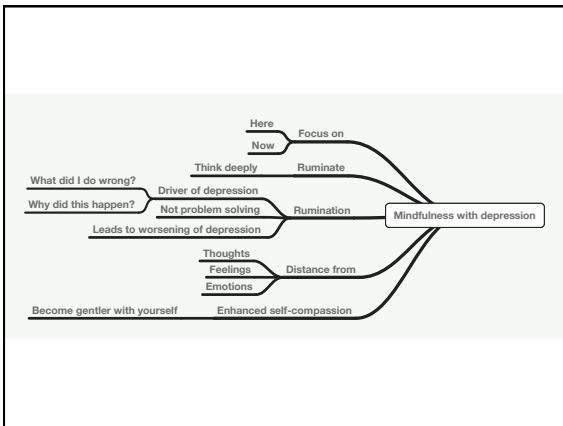 Here
Focus on
Now
Think deeply
Ruminate
What did I do wrong?
Driver of depression
Why did this happen?
Not problem solving
Rumination
Leads to worsening of depression
Mindfulness with depression
Thoughts
Feelings
Distance from
Emotions
Become gentler with yourself
Enhanced self-compassion